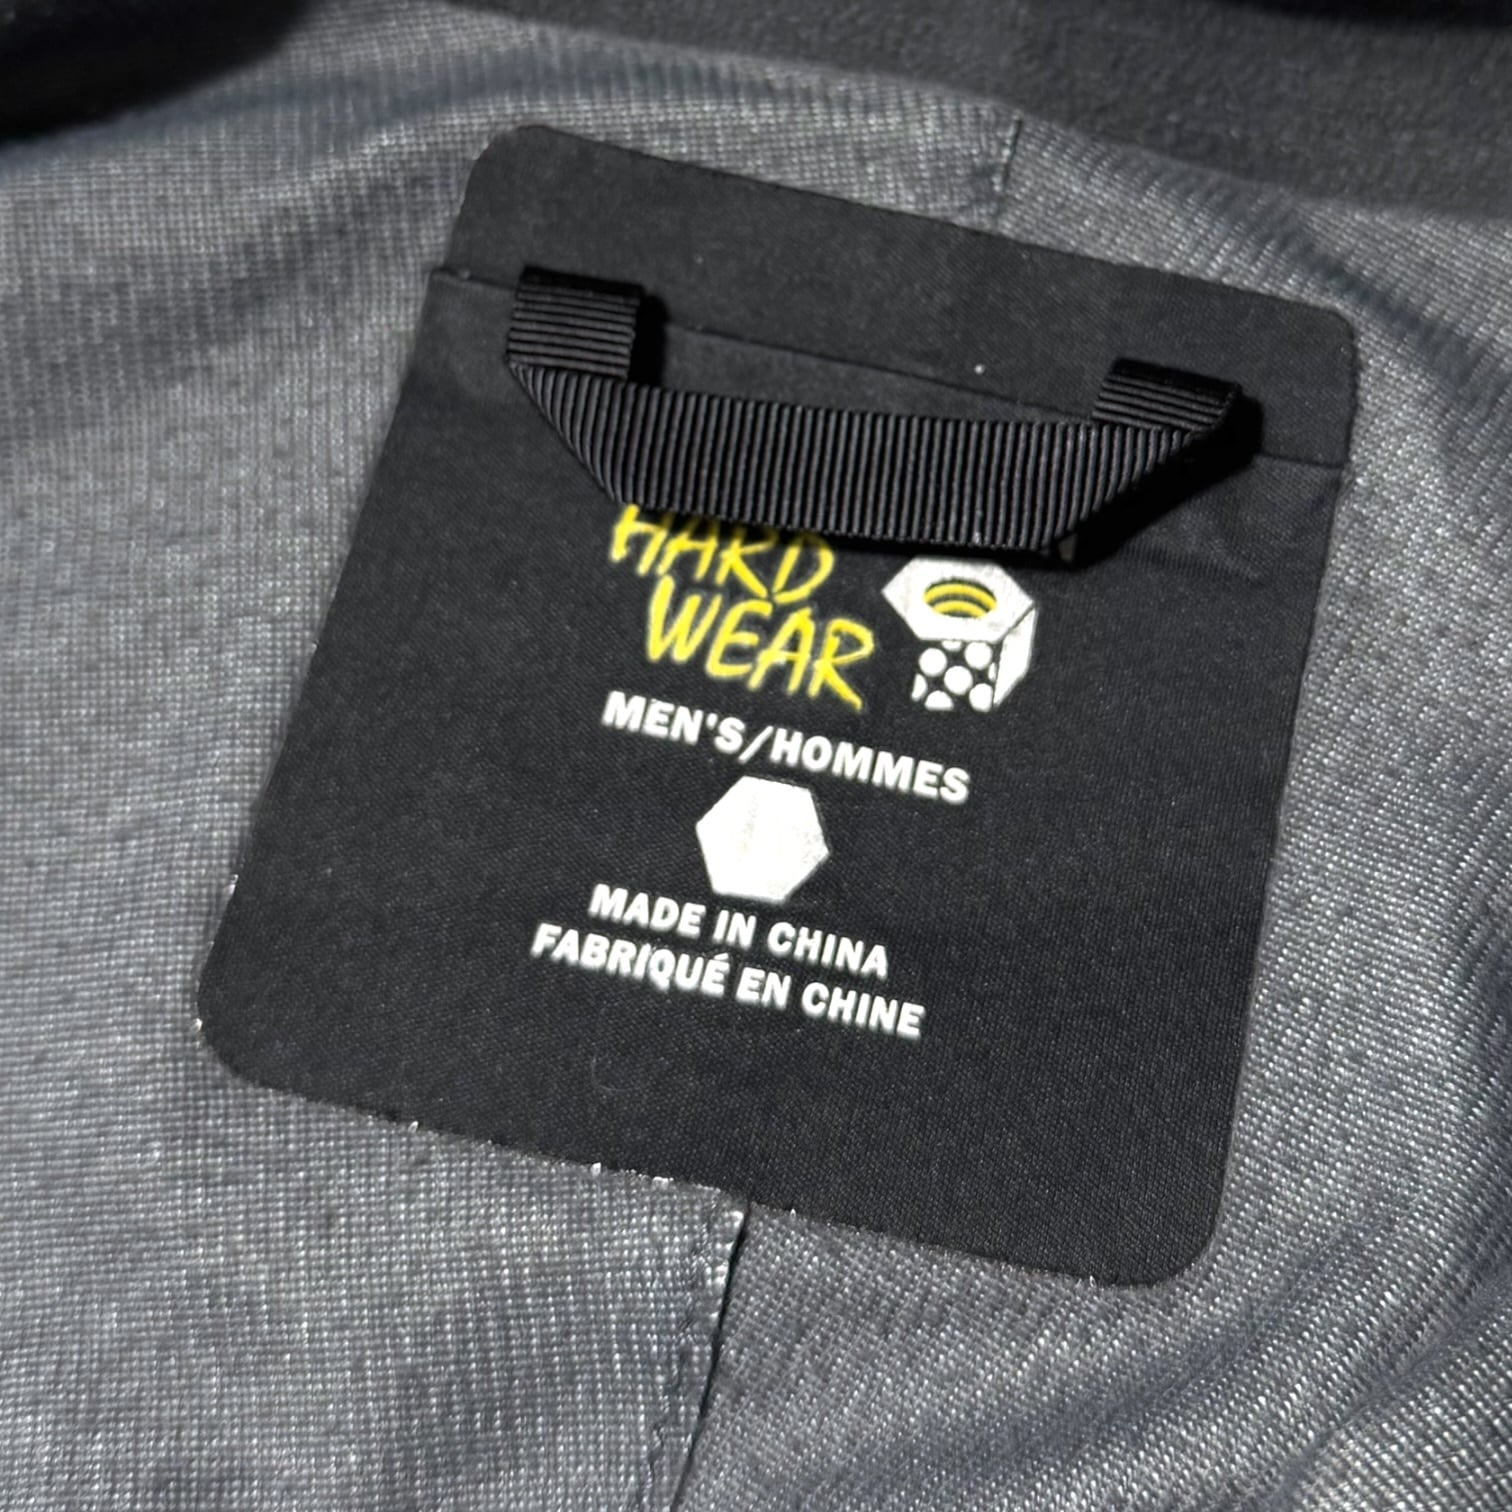 HARD
WEAR
MEN'S/HOMMES
MADE IN CHINA
FABRIQUÉ EN CHINE